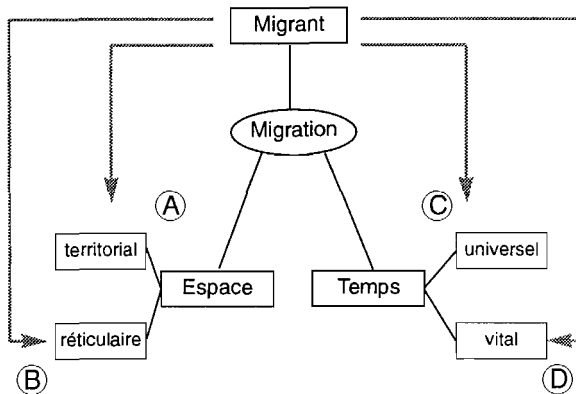 Migrant
Migration
A
C
territorial
universel
Espace
Temps
réticulaire
vital
B
D